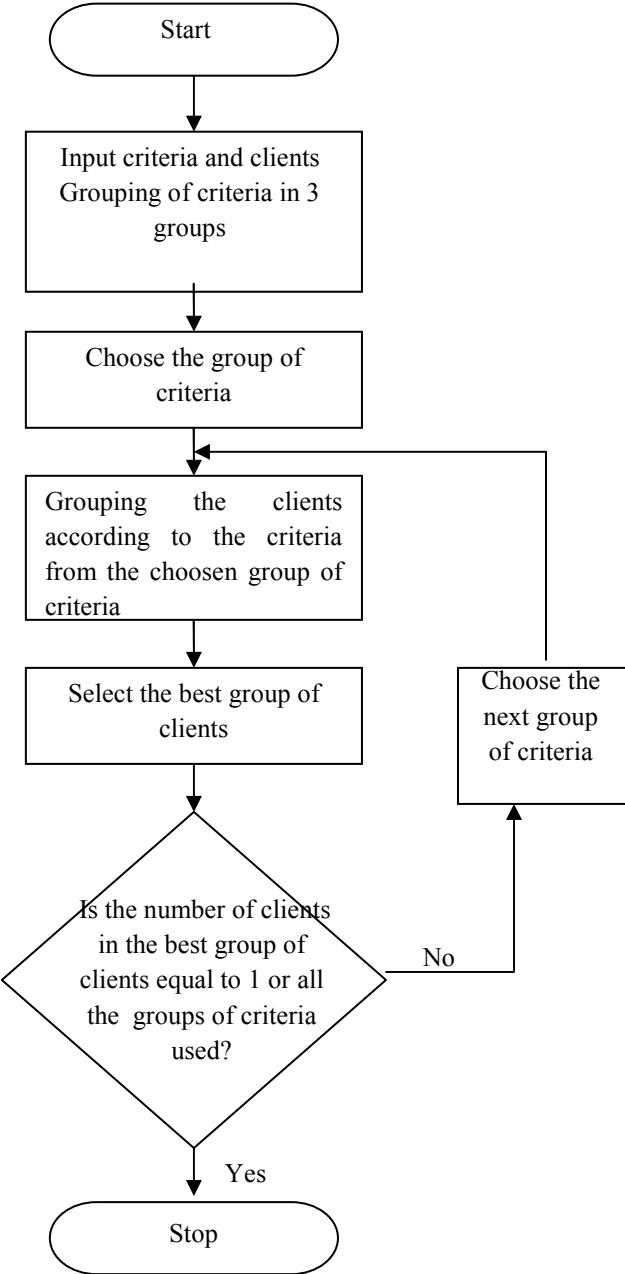 Start
Input criteria and clients
Grouping of criteria in 3
groups
Choose the group of
criteria
Grouping the clients
according to the criteria
from the choosen group of
criteria
Select the best group of
clients
Choose the
next group
of criteria
Is the number of clients
in the best group of
clients equal to 1 or all
the groups of criteria
used?
No
Yes
Stop